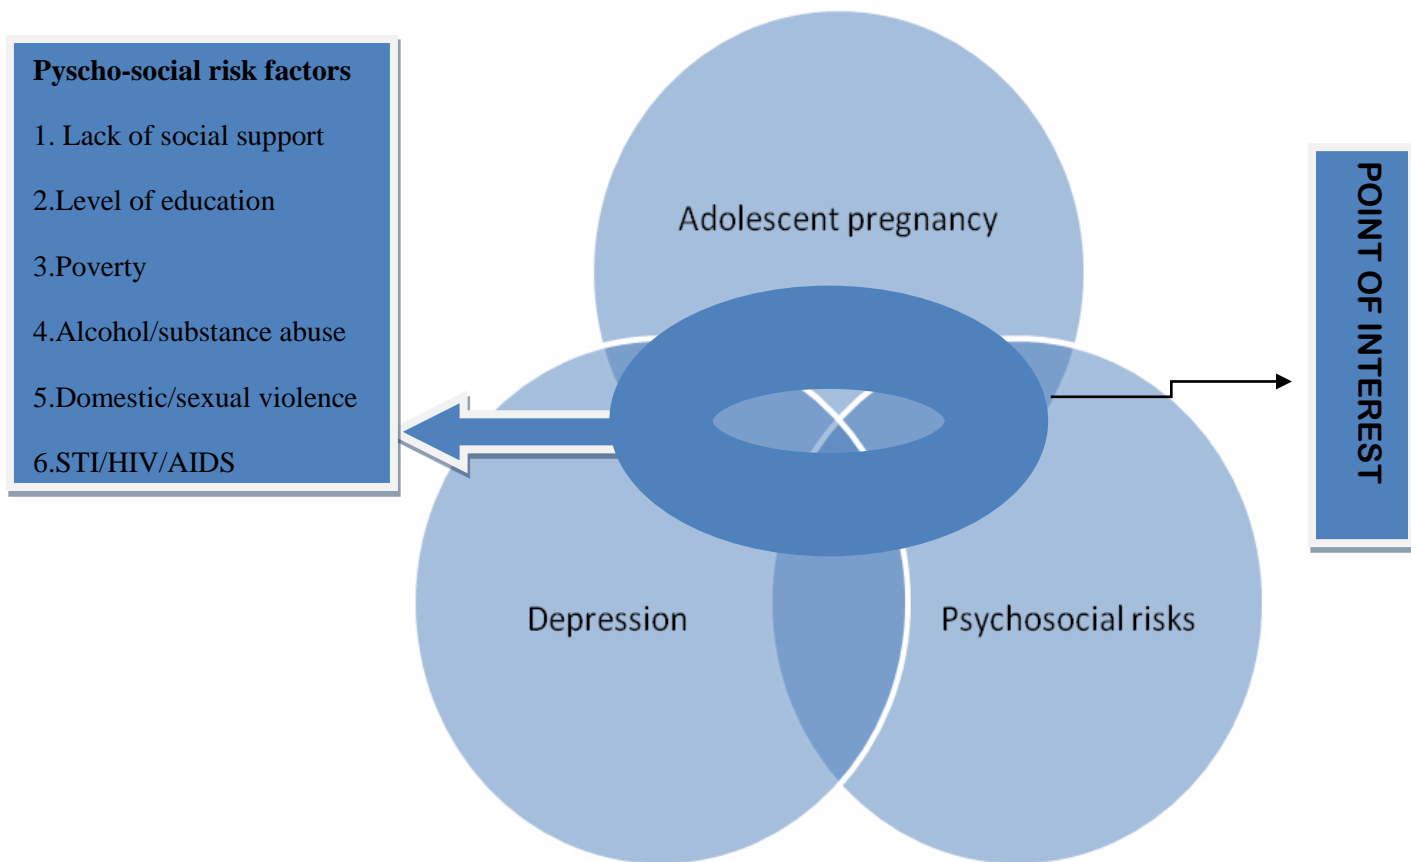 Pyscho-social risk factors
1. Lack of social support
2.Level of education
3.Poverty
4.Alcohol/substance abuse
5.Domestic/sexual violence
6.STI/HIV/AIDS
Adolescent pregnancy
Depression
Psychosocial risks
POINT OF INTEREST